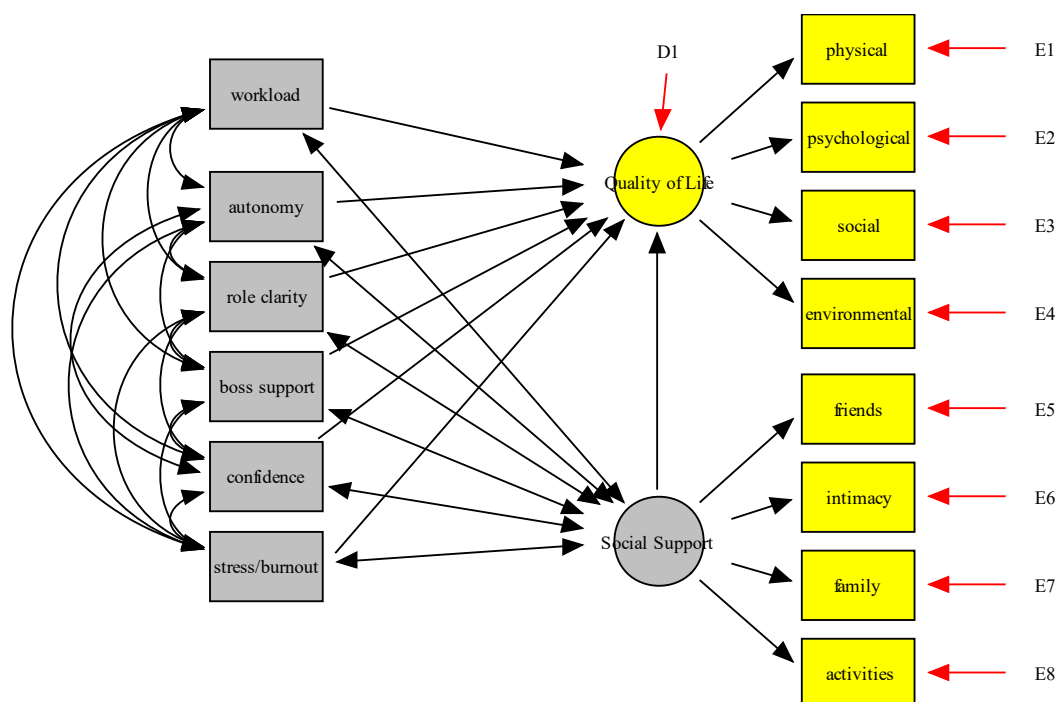 workload
autonomy
role clarity
boss support
confidence
stress/burnout
D1
Quality of Life
Social Support
physical
psychological
social
environmental
friends
intimacy
family
activities
E1
E2
E3
E4
E5
E6
E7
E8